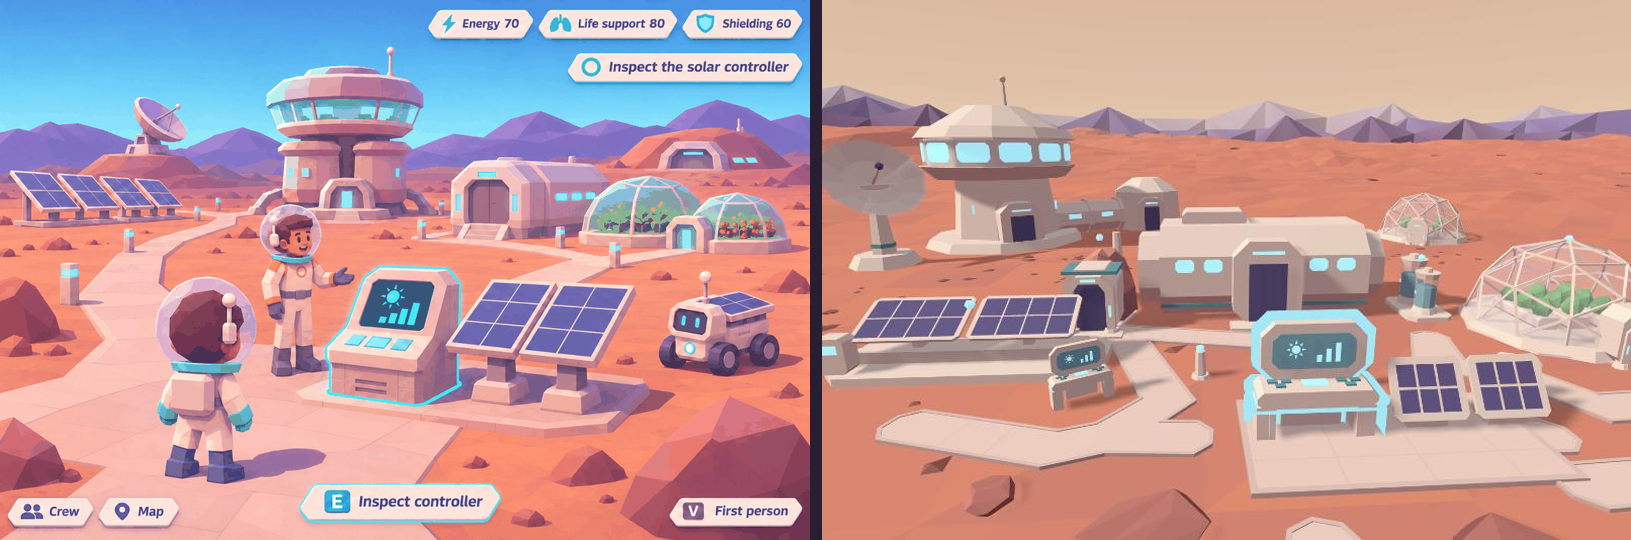 Energy 70
Life support 80
Shielding 60
Inspect the solar controller
E Inspect controller
Crew
Map
V First person